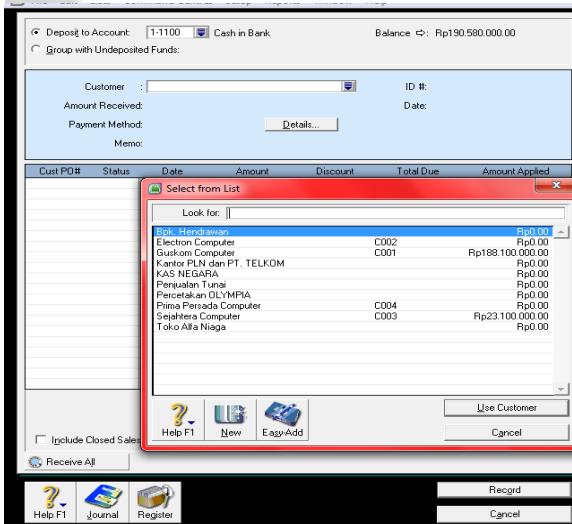 Deposit to Account: 1-1100 Cash in Bank Balance ⇨: Rp190.580.000.00
Group with Undeposited Funds:
Customer : ID #:
Amount Received: Date:
Payment Method: Details...
Memo:
Cust PO# Status Date Amount Discount Total Due Amount Applied
Select from List
Look for:
Bpk. Hendrawan Rp0.00
Electron Computer C002 Rp0.00
Guskom Computer C001 Rp188.100.000.00
Kantor PLN dan PT. TELKOM Rp0.00
KAS NEGARA Rp0.00
Penjualan Tunai Rp0.00
Percetakan OLYMPIA Rp0.00
Prima Persada Computer C004 Rp0.00
Sejahtera Computer C003 Rp23.100.000.00
Toko Alfa Niaga Rp0.00
Use Customer
Help F1 New Easy-Add Cancel
Include Closed Sales
Receive All
Record
Help F1 Journal Register Cancel